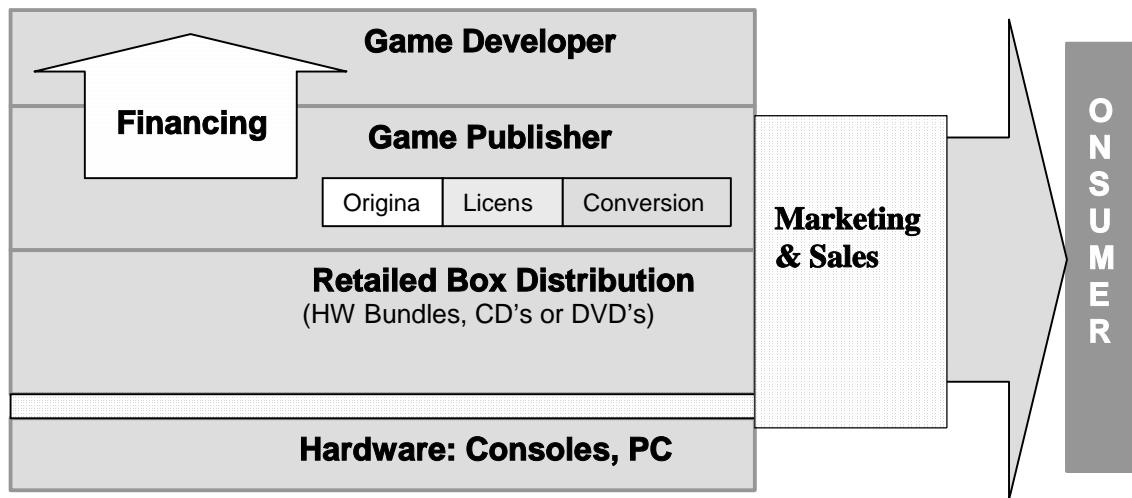 Game Developer
Financing
Game Publisher
Origina Licens Conversion
Retailed Box Distribution
(HW Bundles, CD’s or DVD’s)
Hardware: Consoles, PC
Marketing
& Sales
O
N
S
U
M
E
R